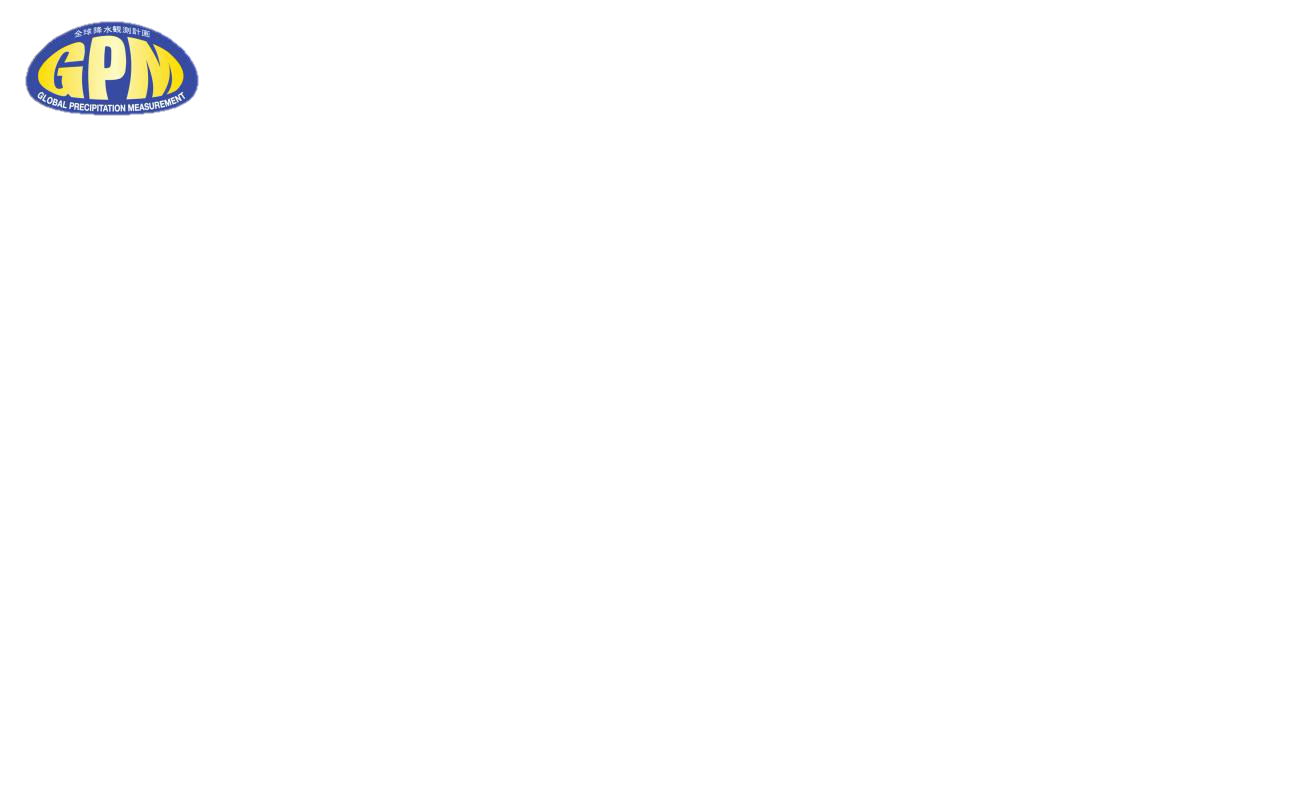 全球降水観測計画
GPM
GLOBAL PRECIPITATION MEASUREMENT